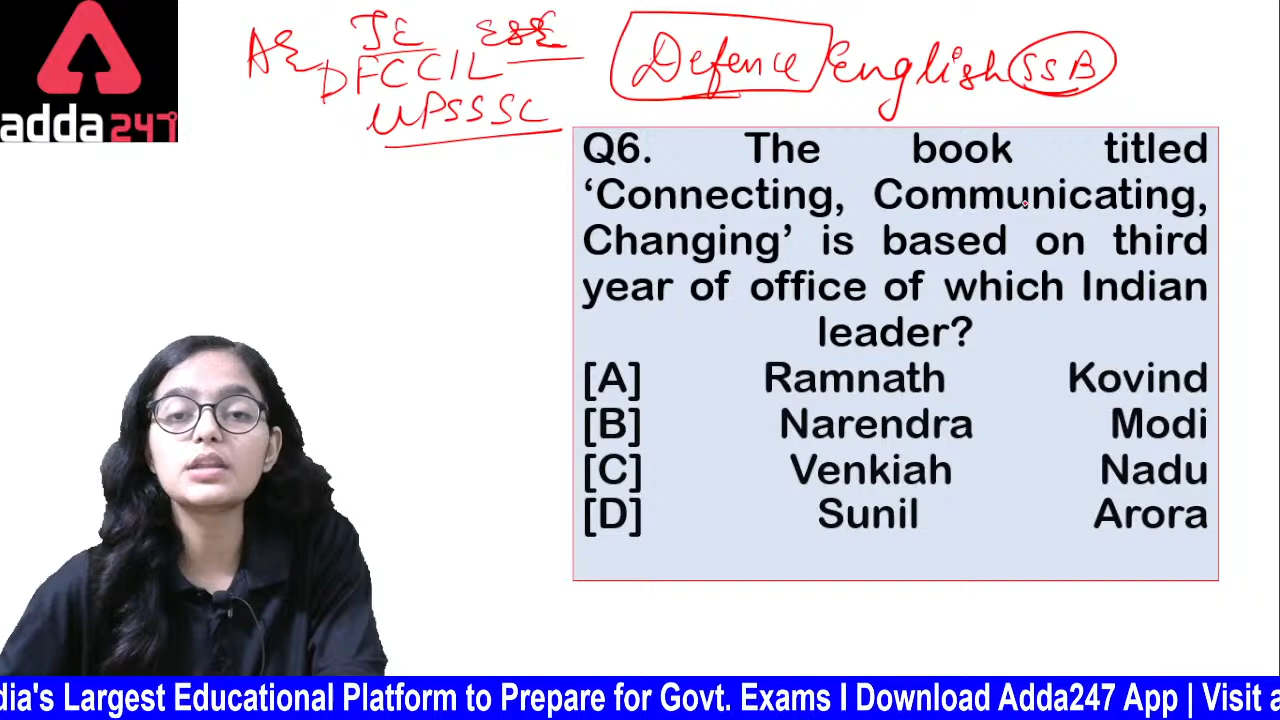 adda247
AE JE ESE
DFCCIL
UPSSSC
Defence English SSB
Q6. The book titled
‘Connecting, Communicating,
Changing’ is based on third
year of office of which Indian
leader?
[A] Ramnath Kovind
[B] Narendra Modi
[C] Venkiah Nadu
[D] Sunil Arora
dia's Largest Educational Platform to Prepare for Govt. Exams I Download Adda247 App | Visit a